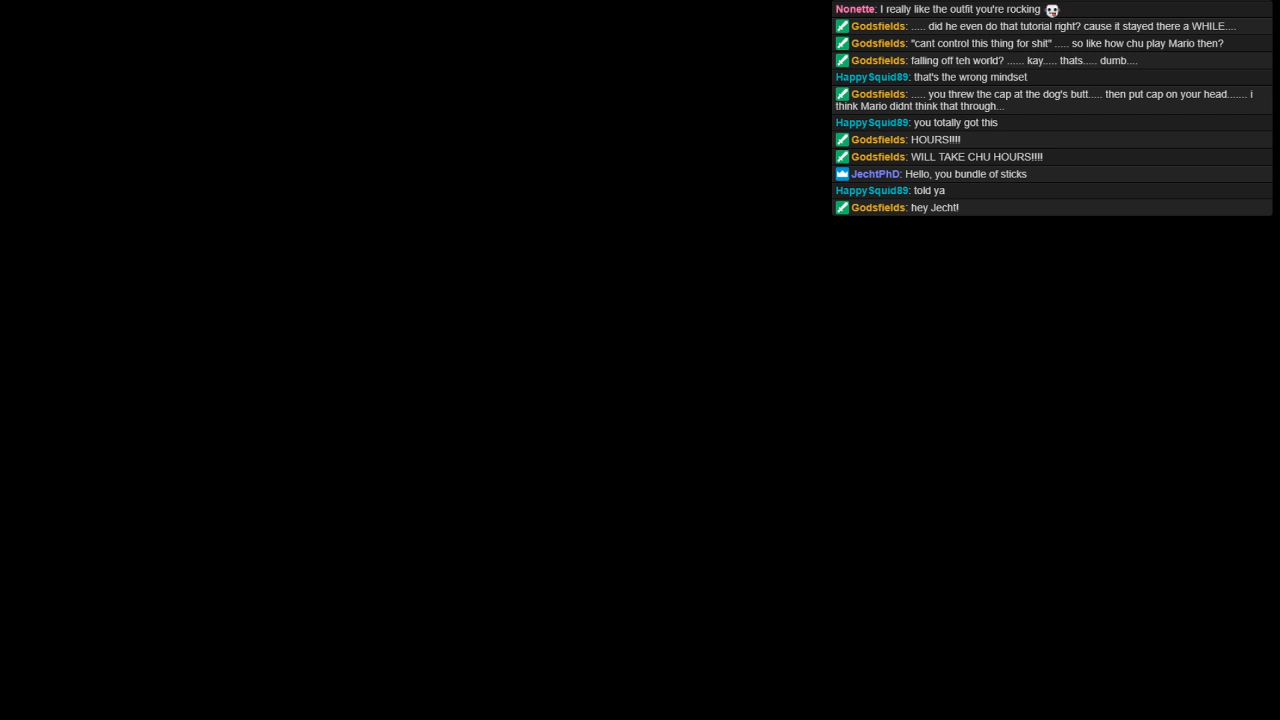 Nonette: I really like the outfit you're rocking
Godsfields: ..... did he even do that tutorial right? cause it stayed there a WHILE....
Godsfields: "cant control this thing for shit" ..... so like how chu play Mario then?
Godsfields: falling off teh world? ...... kay..... thats..... dumb....
HappySquid89: that's the wrong mindset
Godsfields: ..... you threw the cap at the dog's butt..... then put cap on your head....... i
think Mario didnt think that through...
HappySquid89: you totally got this
Godsfields: HOURS!!!!
Godsfields: WILL TAKE CHU HOURS!!!!
JechtPhD: Hello, you bundle of sticks
HappySquid89: told ya
Godsfields: hey Jecht!